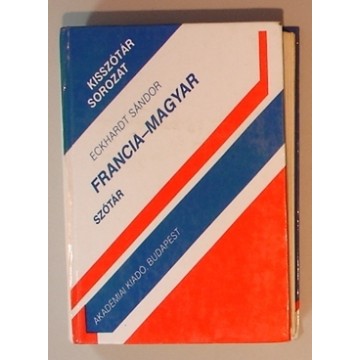 KISSZÓTÁR
SOROZAT
ECKHARDT SÁNDOR
FRANCIA–MAGYAR
SZÓTÁR
AKADÉMIAI KIADÓ, BUDAPEST